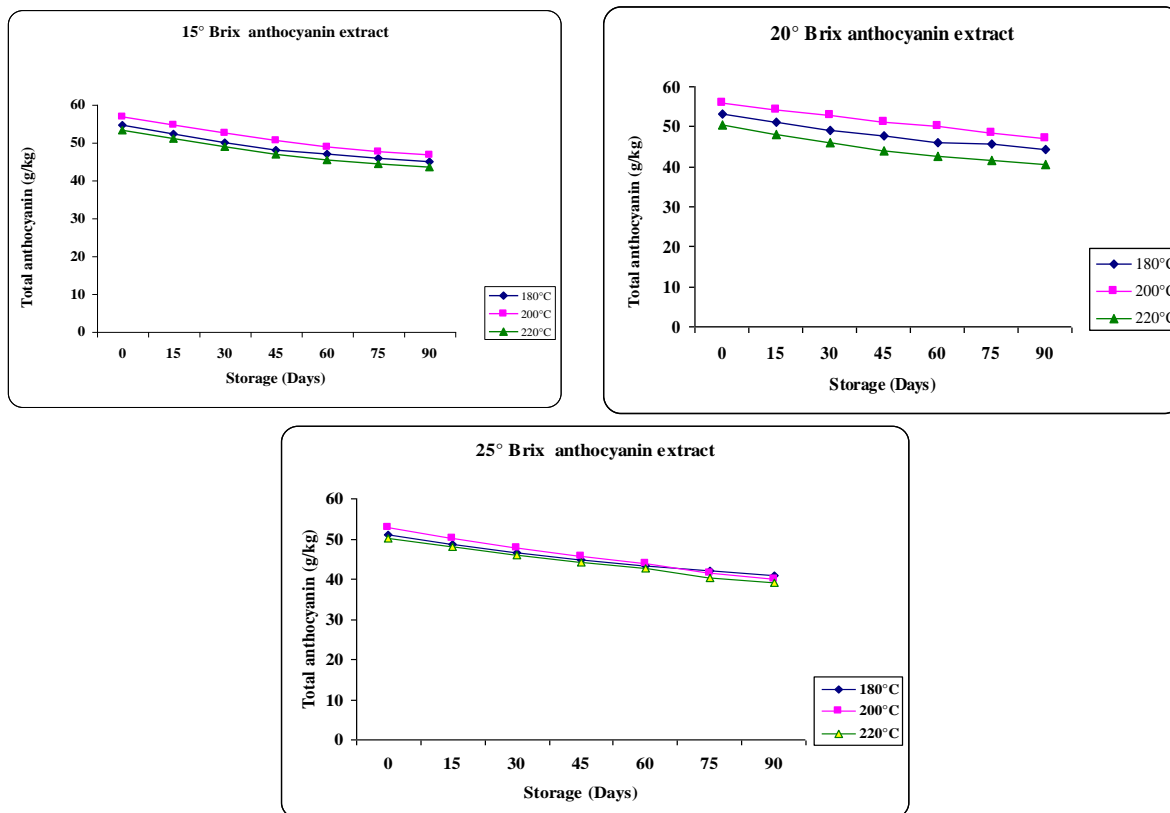 15° Brix anthocyanin extract
Total anthocyanin (g/kg)
60
50
40
30
20
10
0
0 15 30 45 60 75 90
Storage (Days)
180°C
200°C
220°C
20° Brix anthocyanin extract
Total anthocyanin (g/kg)
60
50
40
30
20
10
0
0 15 30 45 60 75 90
Storage (Days)
180°C
200°C
220°C
25° Brix anthocyanin extract
Total anthocyanin (g/kg)
60
50
40
30
20
10
0
0 15 30 45 60 75 90
Storage (Days)
180°C
200°C
220°C